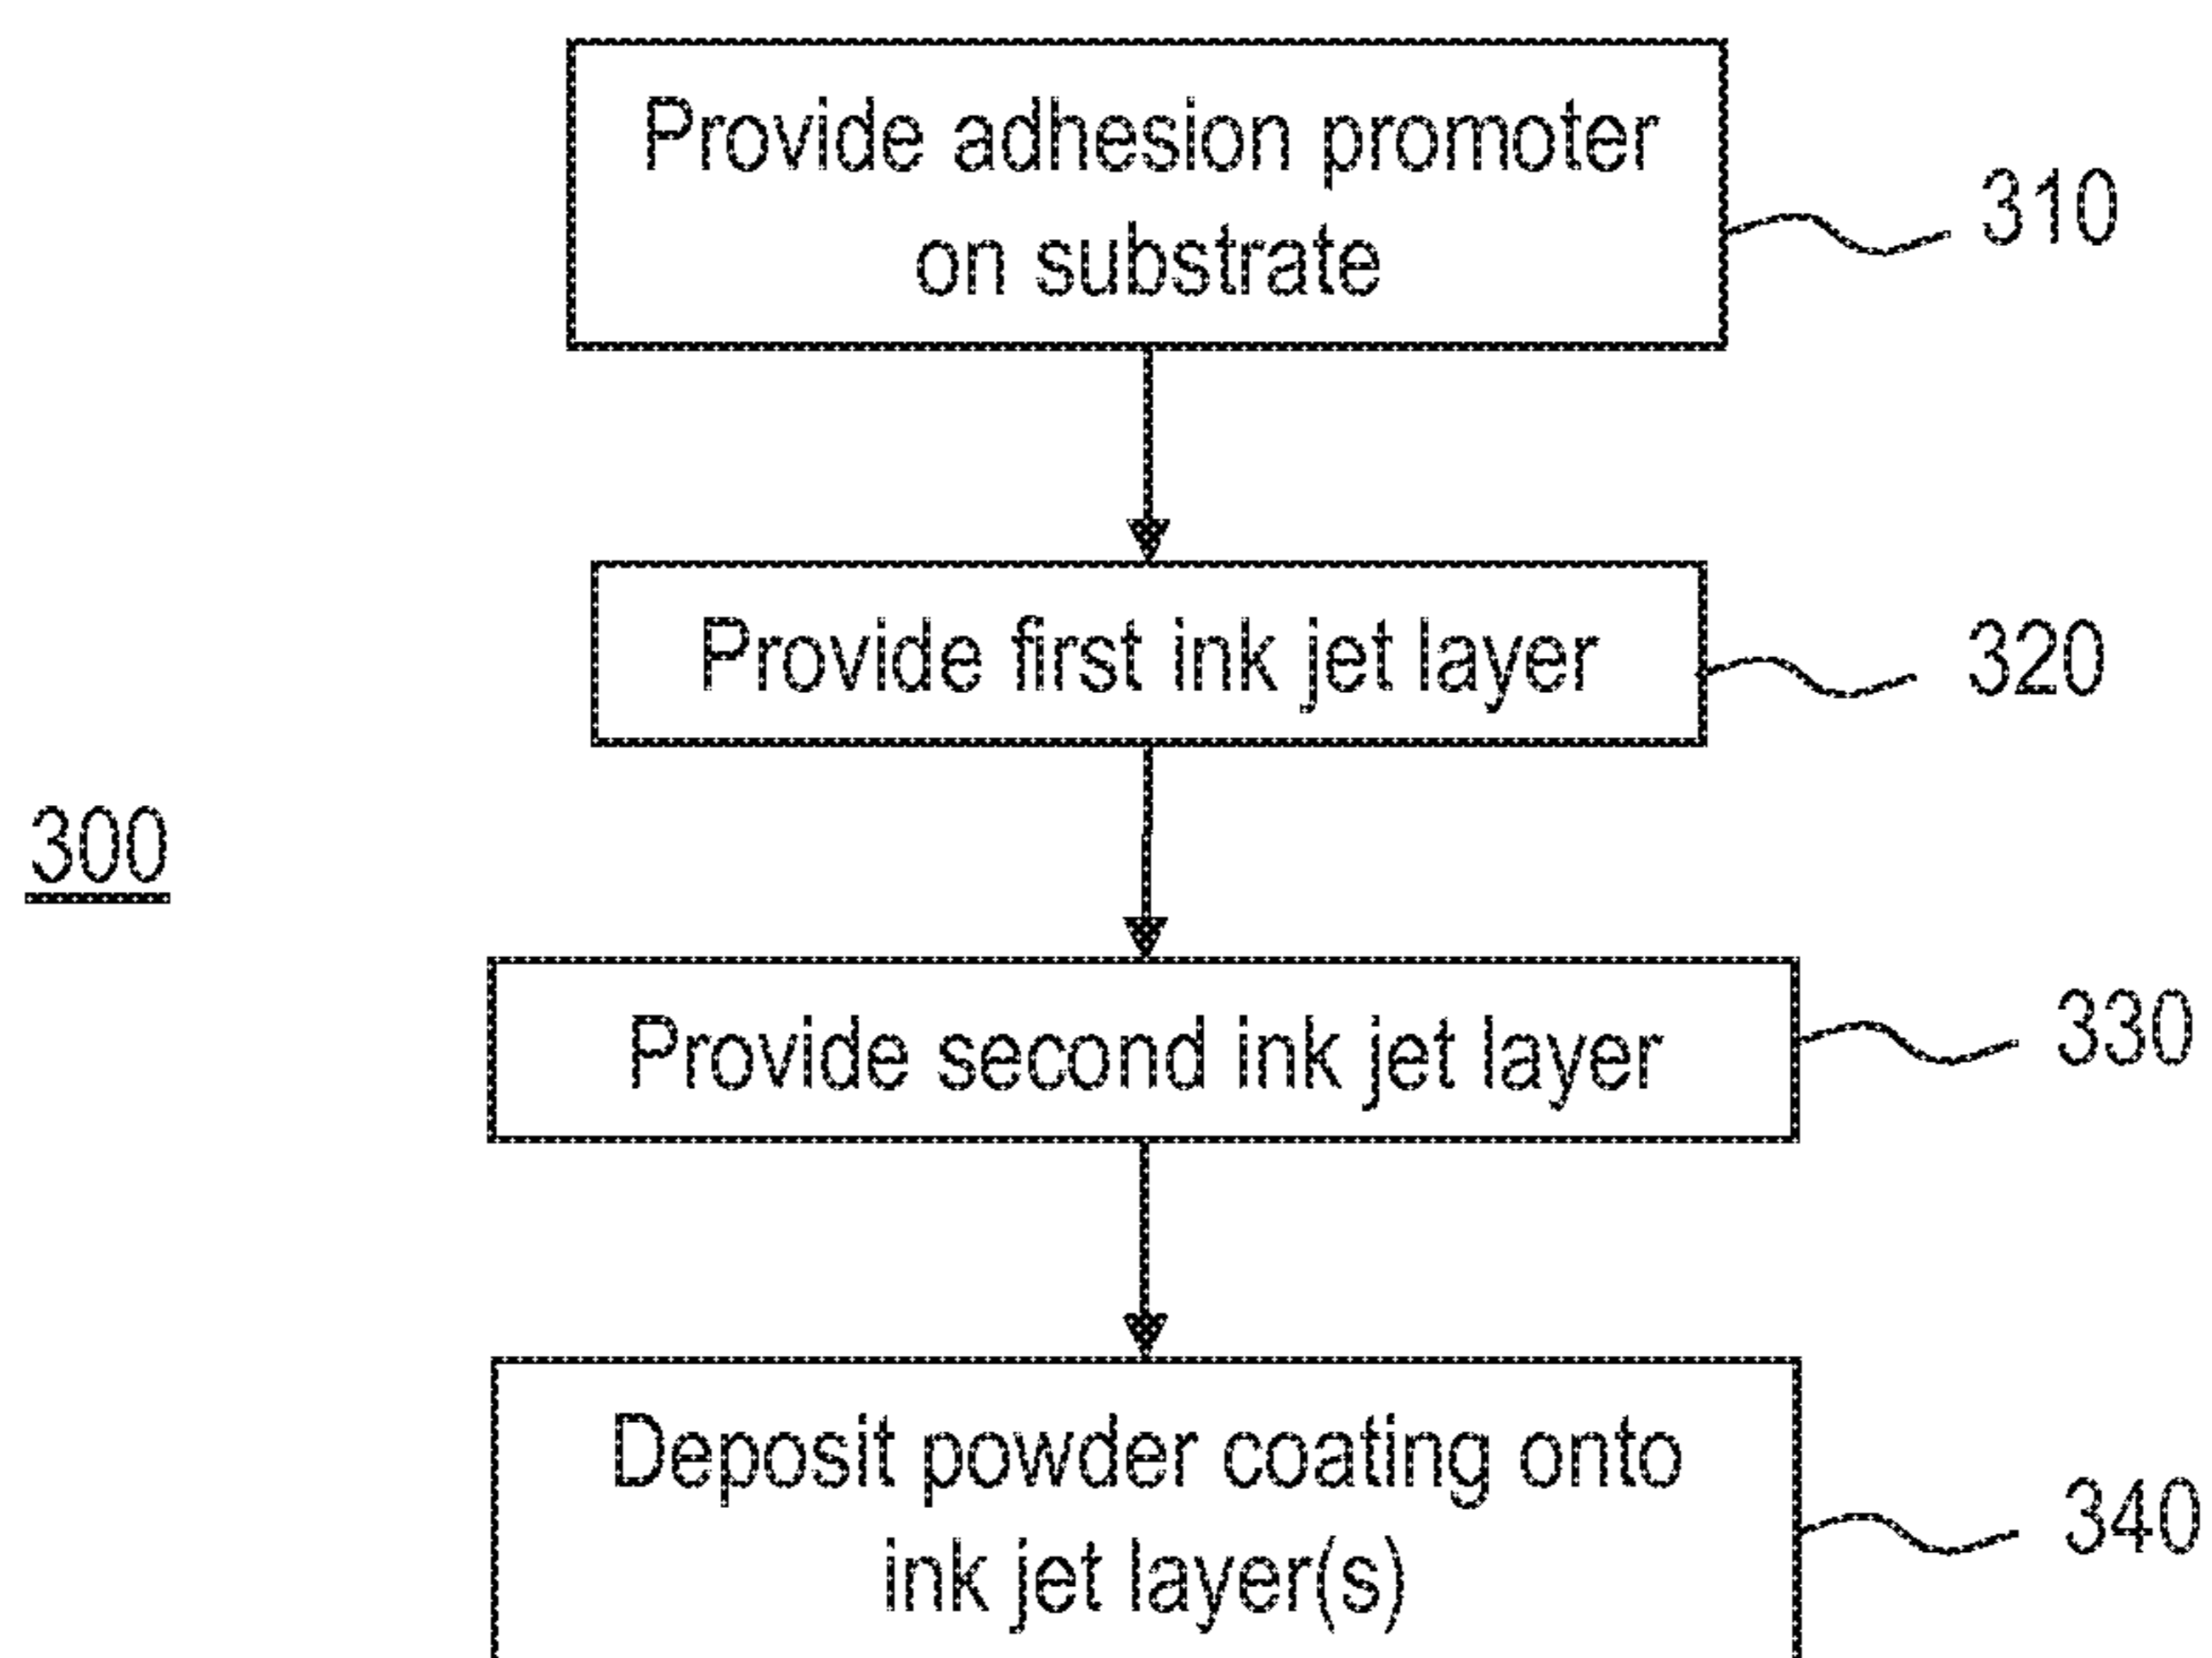 Provide adhesion promoter
on substrate
310
Provide first ink jet layer
320
300
Provide second ink jet layer
330
Deposit powder coating onto
ink jet layer(s)
340